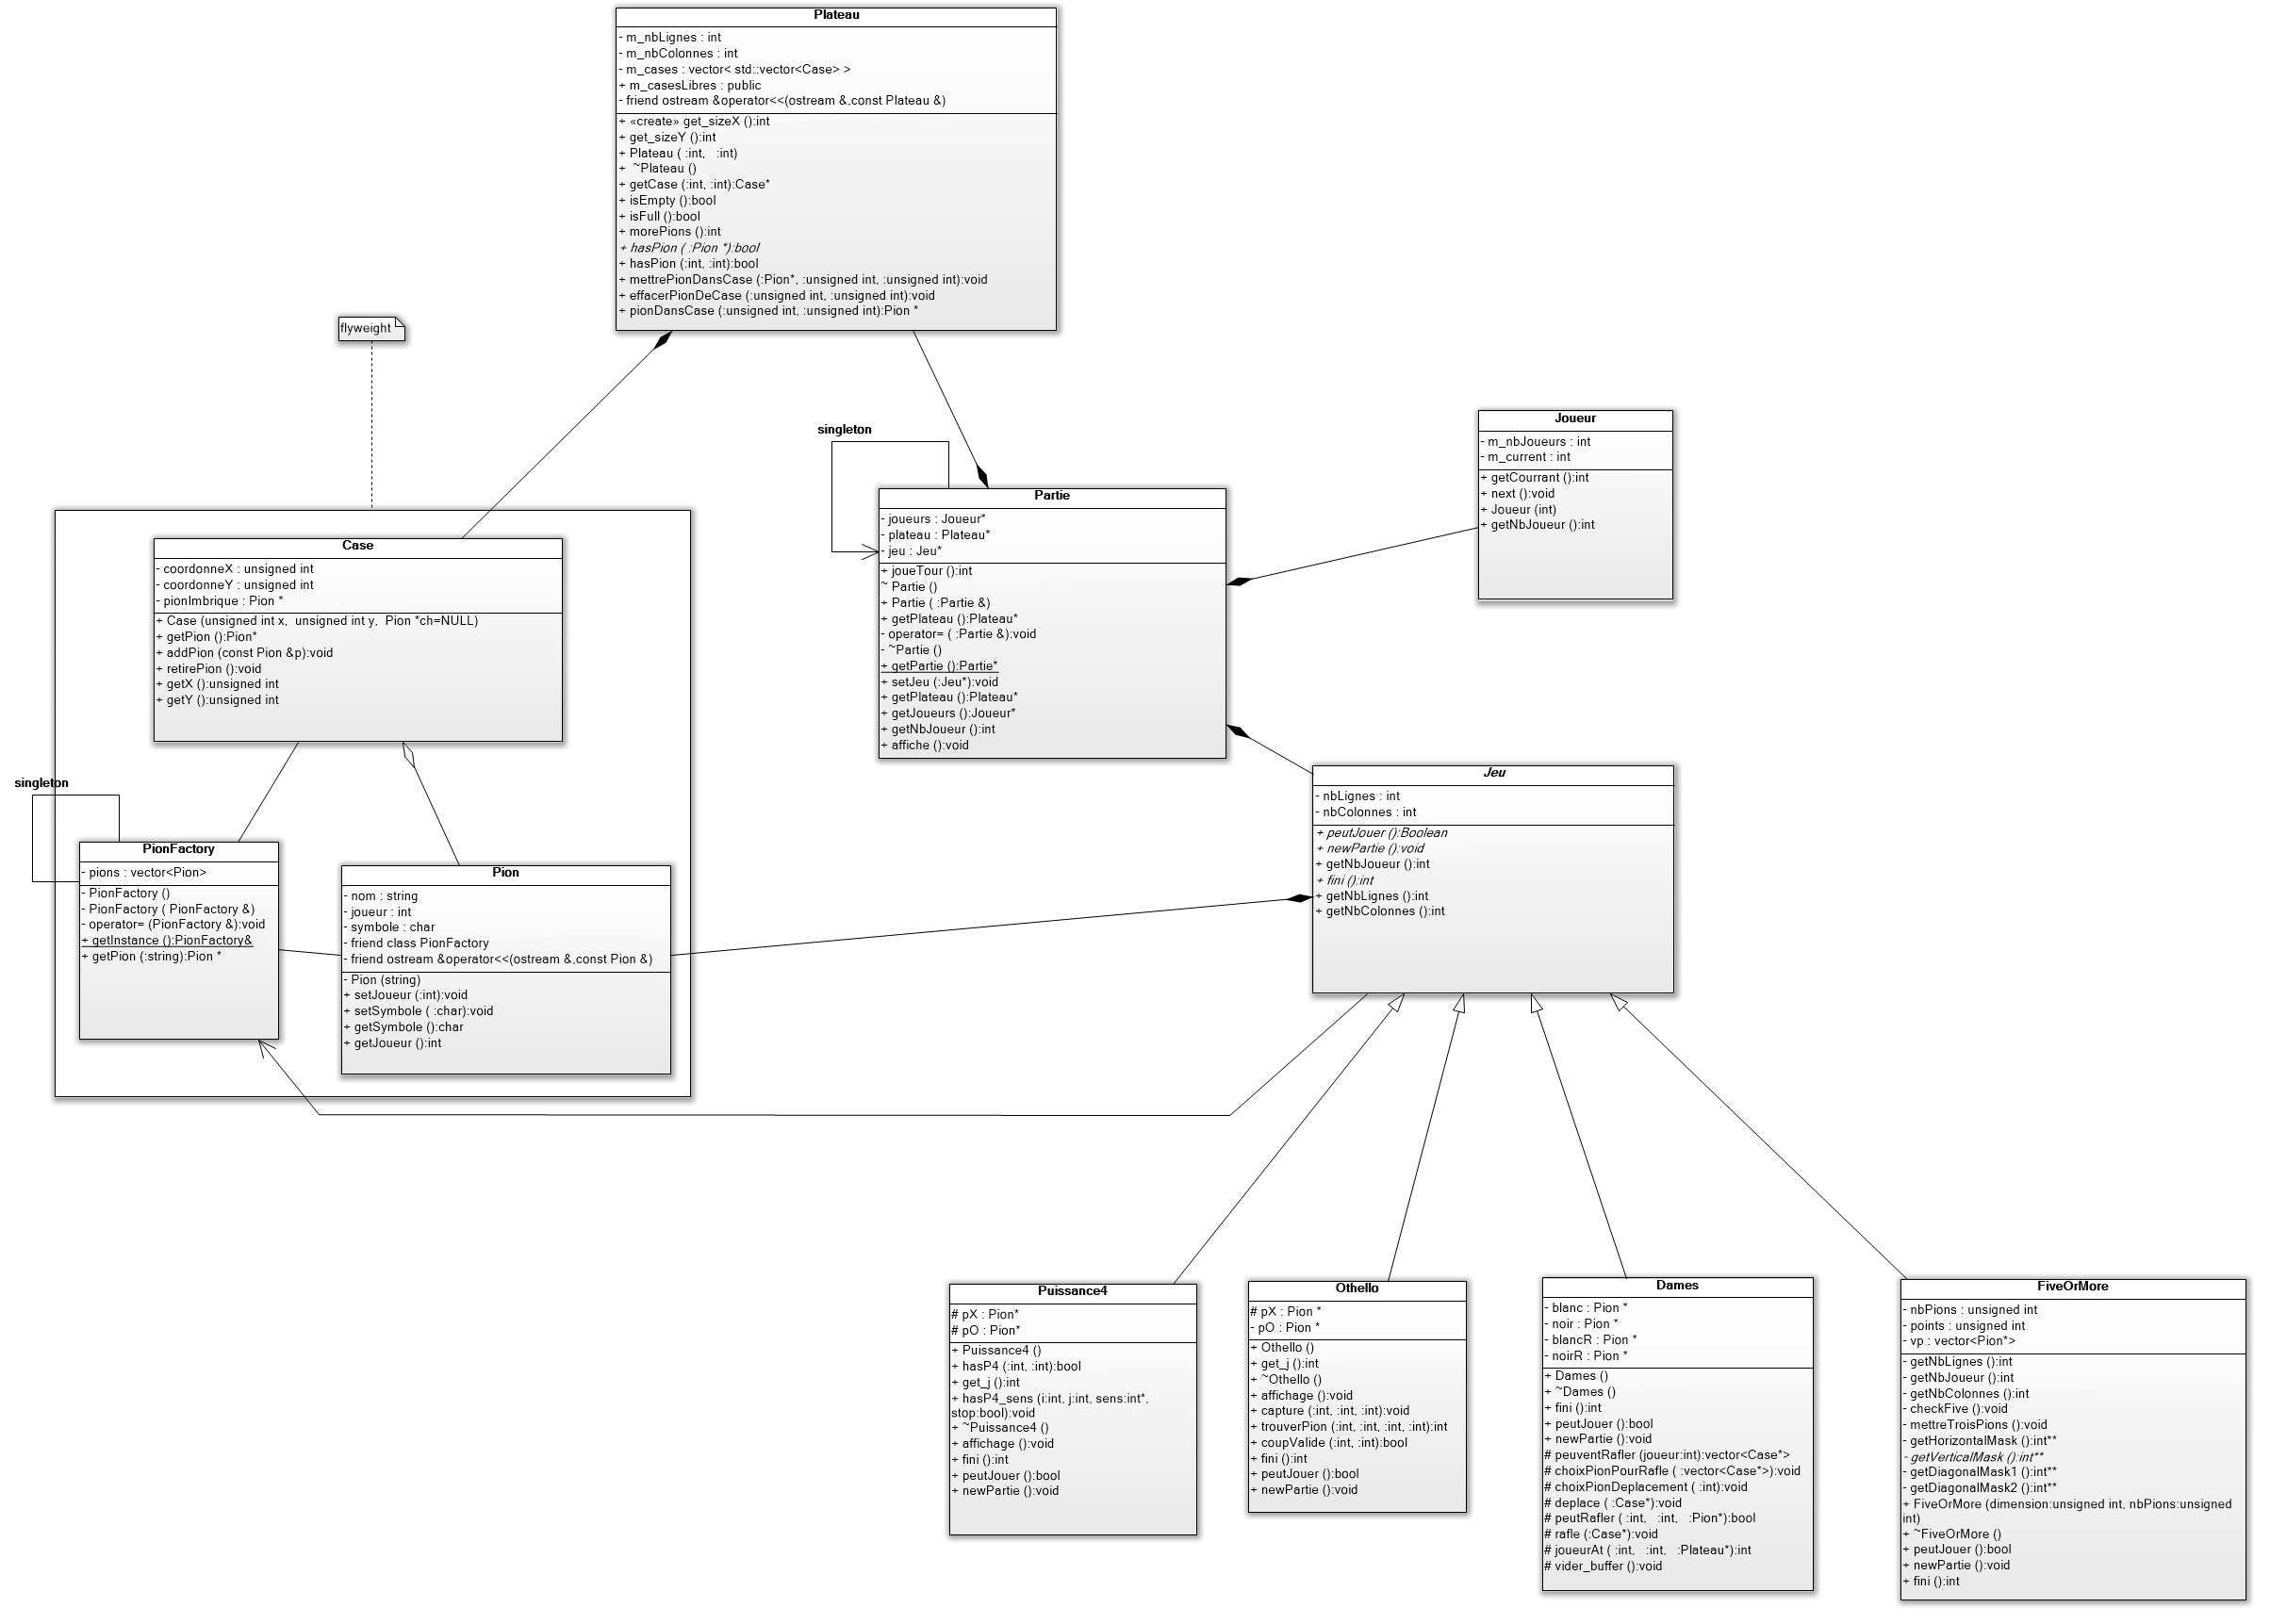 Plateau
- m_nbLignes : int
- m_nbColonnes : int
- m_cases : vector< std::vector<Case> >
+ m_casesLibres : public
- friend ostream &operator<<(ostream &,const Plateau &)
+ «create» get_sizeX ():int
+ get_sizeY ():int
+ Plateau ( :int, :int)
+ ~Plateau ()
+ getCase (:int, :int):Case*
+ isEmpty ():bool
+ isFull ():bool
+ morePions ():int
+ hasPion ( :Pion *):bool
+ hasPion (:int, :int):bool
+ mettrePionDansCase (:Pion*, :unsigned int, :unsigned int):void
+ effacerPionDeCase (:unsigned int, :unsigned int):void
+ pionDansCase (:unsigned int, :unsigned int):Pion *
flyweight
singleton
Joueur
- m_nbJoueurs : int
- m_current : int
+ getCourrant ():int
+ next ():void
+ Joueur (int)
+ getNbJoueur ():int
Partie
- joueurs : Joueur*
- plateau : Plateau*
- jeu : Jeu*
+ joueTour ():int
~ Partie ()
+ Partie ( :Partie &)
+ getPlateau ():Plateau*
- operator= ( :Partie &):void
- ~Partie ()
+ getPartie ():Partie*
+ setJeu (:Jeu*):void
+ getPlateau ():Plateau*
+ getJoueurs ():Joueur*
+ getNbJoueur ():int
+ affiche ():void
Case
- coordonneX : unsigned int
- coordonneY : unsigned int
- pionImbrique : Pion *
+ Case (unsigned int x, unsigned int y, Pion *ch=NULL)
+ getPion ():Pion*
+ addPion (const Pion &p):void
+ retirePion ():void
+ getX ():unsigned int
+ getY ():unsigned int
singleton
PionFactory
- pions : vector<Pion>
- PionFactory ()
- PionFactory ( PionFactory &)
- operator= (PionFactory &):void
+ getInstance ():PionFactory&
+ getPion (:string):Pion *
Pion
- nom : string
- joueur : int
- symbole : char
- friend class PionFactory
- friend ostream &operator<<(ostream &,const Pion &)
- Pion (string)
+ setJoueur (:int):void
+ setSymbole ( :char):void
+ getSymbole ():char
+ getJoueur ():int
Jeu
- nbLignes : int
- nbColonnes : int
+ peutJouer ():Boolean
+ newPartie ():void
+ getNbJoueur ():int
+ fini ():int
+ getNbLignes ():int
+ getNbColonnes ():int
Puissance4
# pX : Pion*
# pO : Pion*
+ Puissance4 ()
+ hasP4 (:int, :int):bool
+ get_j ():int
+ hasP4_sens (i:int, j:int, sens:int*,
stop:bool):void
+ ~Puissance4 ()
+ affichage ():void
+ fini ():int
+ peutJouer ():bool
+ newPartie ():void
Othello
# pX : Pion *
- pO : Pion *
+ Othello ()
+ get_j ():int
+ ~Othello ()
+ affichage ():void
+ capture (:int, :int, :int):void
+ trouverPion (:int, :int, :int, :int):int
+ coupValide (:int, :int):bool
+ fini ():int
+ peutJouer ():bool
+ newPartie ():void
Dames
- blanc : Pion *
- noir : Pion *
- blancR : Pion *
- noirR : Pion *
+ Dames ()
+ ~Dames ()
+ fini ():int
+ peutJouer ():bool
+ newPartie ():void
# peuventRafler (joueur:int):vector<Case*>
# choixPionPourRafle ( :vector<Case*>):void
# choixPionDeplacement ( :int):void
# deplace ( :Case*):void
# peutRafler ( :int, :int, :Pion*):bool
# rafle (:Case*):void
# joueurAt ( :int, :int, :Plateau*):int
# vider_buffer ():void
FiveOrMore
- nbPions : unsigned int
- points : unsigned int
- vp : vector<Pion*>
- getNbLignes ():int
- getNbJoueur ():int
- getNbColonnes ():int
- checkFive ():void
- mettreTroisPions ():void
- getHorizontalMask ():int**
- getVerticalMask ():int**
- getDiagonalMask1 ():int**
- getDiagonalMask2 ():int**
+ FiveOrMore (dimension:unsigned int, nbPions:unsigned
int)
+ ~FiveOrMore ()
+ peutJouer ():bool
+ newPartie ():void
+ fini ():int